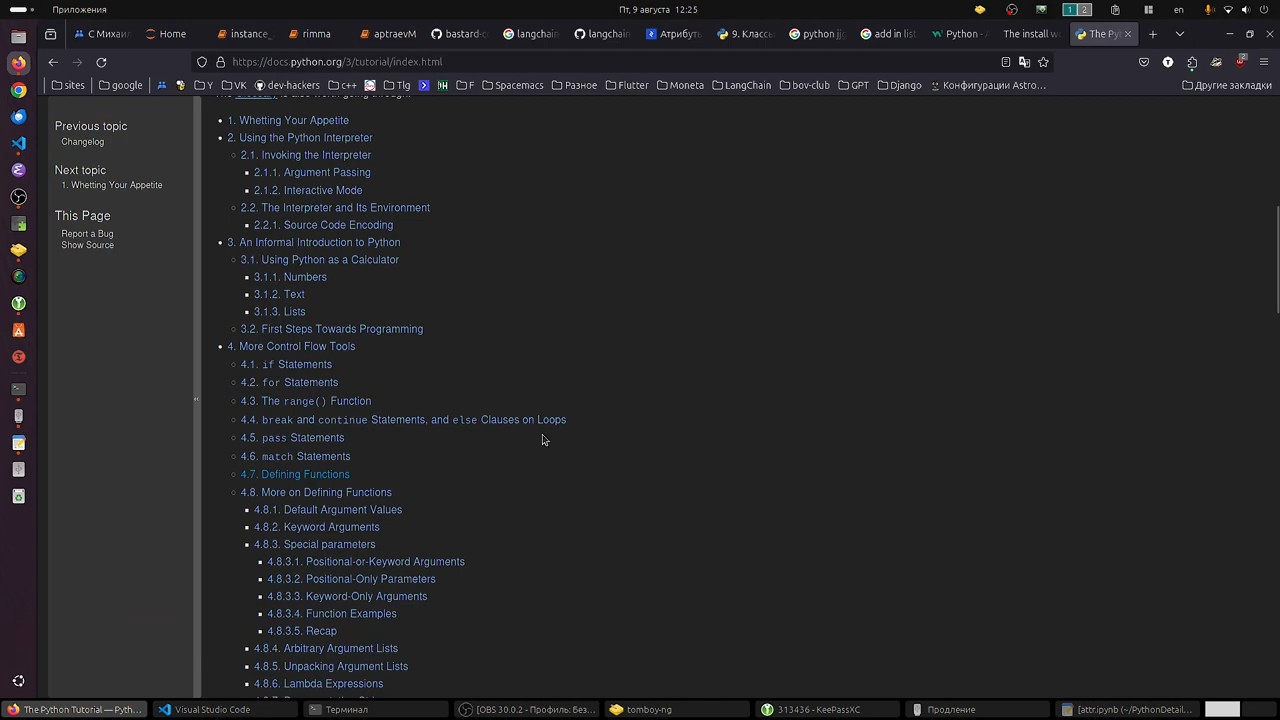 Приложения
Пт, 9 августа 12:25
1 2
en
С Михаил
Home
instance_
rimma
aptraevM
bastard-c
langchain
langchain
Атрибуты
9. Классы
python jjg
add in list
Python -
The install w
The Pyt
https://docs.python.org/3/tutorial/index.html
sites
google
Y
VK
dev-hackers
c++
Tlg
F
Spacemacs
Разное
Flutter
Moneta
LangChain
bov-club
GPT
Django
Конфигурации Astro…
Другие закладки
Previous topic
Changelog
Next topic
1. Whetting Your Appetite
This Page
Report a Bug
Show Source
1. Whetting Your Appetite
2. Using the Python Interpreter
2.1. Invoking the Interpreter
2.1.1. Argument Passing
2.1.2. Interactive Mode
2.2. The Interpreter and Its Environment
2.2.1. Source Code Encoding
3. An Informal Introduction to Python
3.1. Using Python as a Calculator
3.1.1. Numbers
3.1.2. Text
3.1.3. Lists
3.2. First Steps Towards Programming
4. More Control Flow Tools
4.1. if Statements
4.2. for Statements
4.3. The range() Function
4.4. break and continue Statements, and else Clauses on Loops
4.5. pass Statements
4.6. match Statements
4.7. Defining Functions
4.8. More on Defining Functions
4.8.1. Default Argument Values
4.8.2. Keyword Arguments
4.8.3. Special parameters
4.8.3.1. Positional-or-Keyword Arguments
4.8.3.2. Positional-Only Parameters
4.8.3.3. Keyword-Only Arguments
4.8.3.4. Function Examples
4.8.3.5. Recap
4.8.4. Arbitrary Argument Lists
4.8.5. Unpacking Argument Lists
4.8.6. Lambda Expressions
The Python Tutorial — Pyth…
Visual Studio Code
Терминал
[OBS 30.0.2 - Профиль: Без…
tomboy-ng
313436 - KeePassXC
Продление
[attr.ipynb (~/PythonDetail…